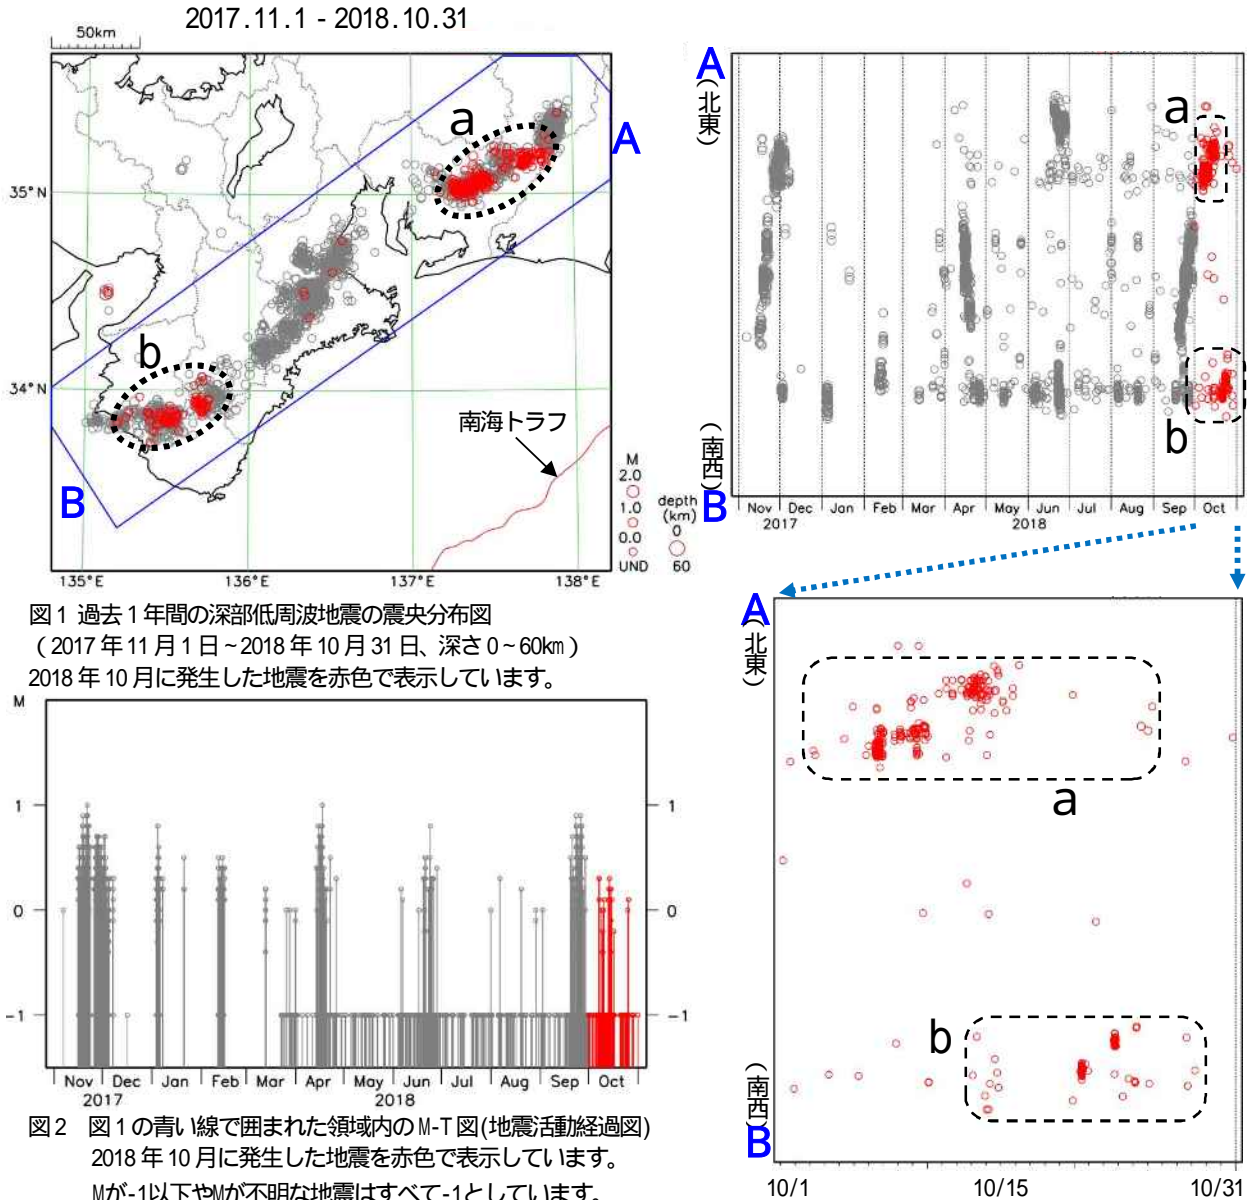 2017.11.1 - 2018.10.31
50km
35°N
34°N
135°E
136°E
137°E
138°E
a
A
b
B
南海トラフ
M
2.0
1.0
0.0
UND
depth
(km)
0
60
図1 過去1年間の深部低周波地震の震央分布図
(2017年11月1日~2018年10月31日、深さ0~60km)
2018年10月に発生した地震を赤色で表示しています。
A
(北東)
a
b
(南西)
B
Nov Dec Jan Feb Mar Apr May Jun Jul Aug Sep Oct
2017 2018
M
1 1
0 0
-1 -1
Nov Dec Jan Feb Mar Apr May Jun Jul Aug Sep Oct
2017 2018
図2 図1の青い線で囲まれた領域内のM-T図(地震活動経過図)
2018年10月に発生した地震を赤色で表示しています。
Mが-1以下やMが不明な地震はすべて-1としています。
A
(北東)
a
b
(南西)
B
10/1 10/15 10/31